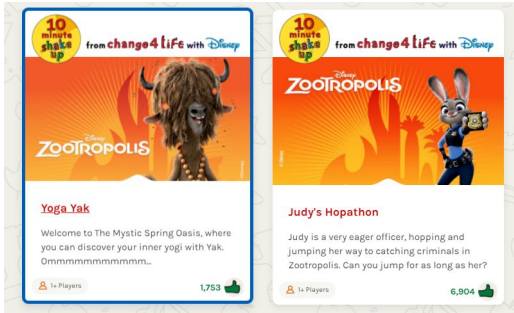 10
minute
shake
up
from change4LiFe with Disney
Disney
ZOOTROPOLIS
Yoga Yak
Welcome to The Mystic Spring Oasis, where
you can discover your inner yogi with Yak.
Ommmmmmmmmmm...
1+ Players
1,753
10
minute
shake
up
from change4LiFe with Disney
Disney
ZOOTROPOLIS
© Disney
Judy's Hopathon
Judy is a very eager officer, hopping and
jumping her way to catching criminals in
Zootropolis. Can you jump for as long as her?
1+ Players
6,904